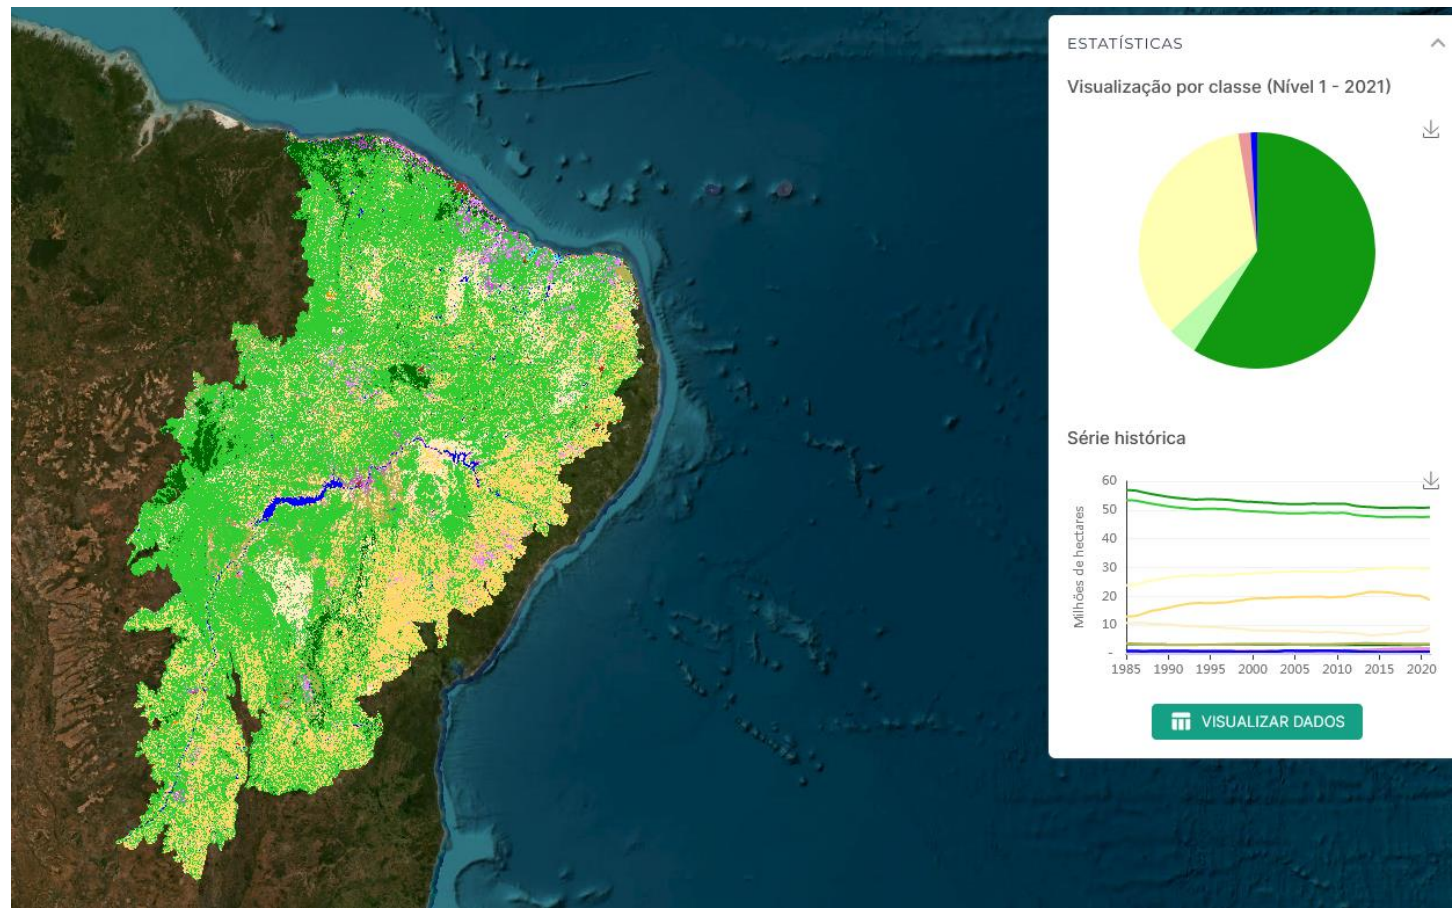 ESTATÍSTICAS
Visualização por classe (Nível 1 - 2021)
Série histórica
Milhões de hectares
60
50
40
30
20
10
-
1985 1990 1995 2000 2005 2010 2015 2020
VISUALIZAR DADOS